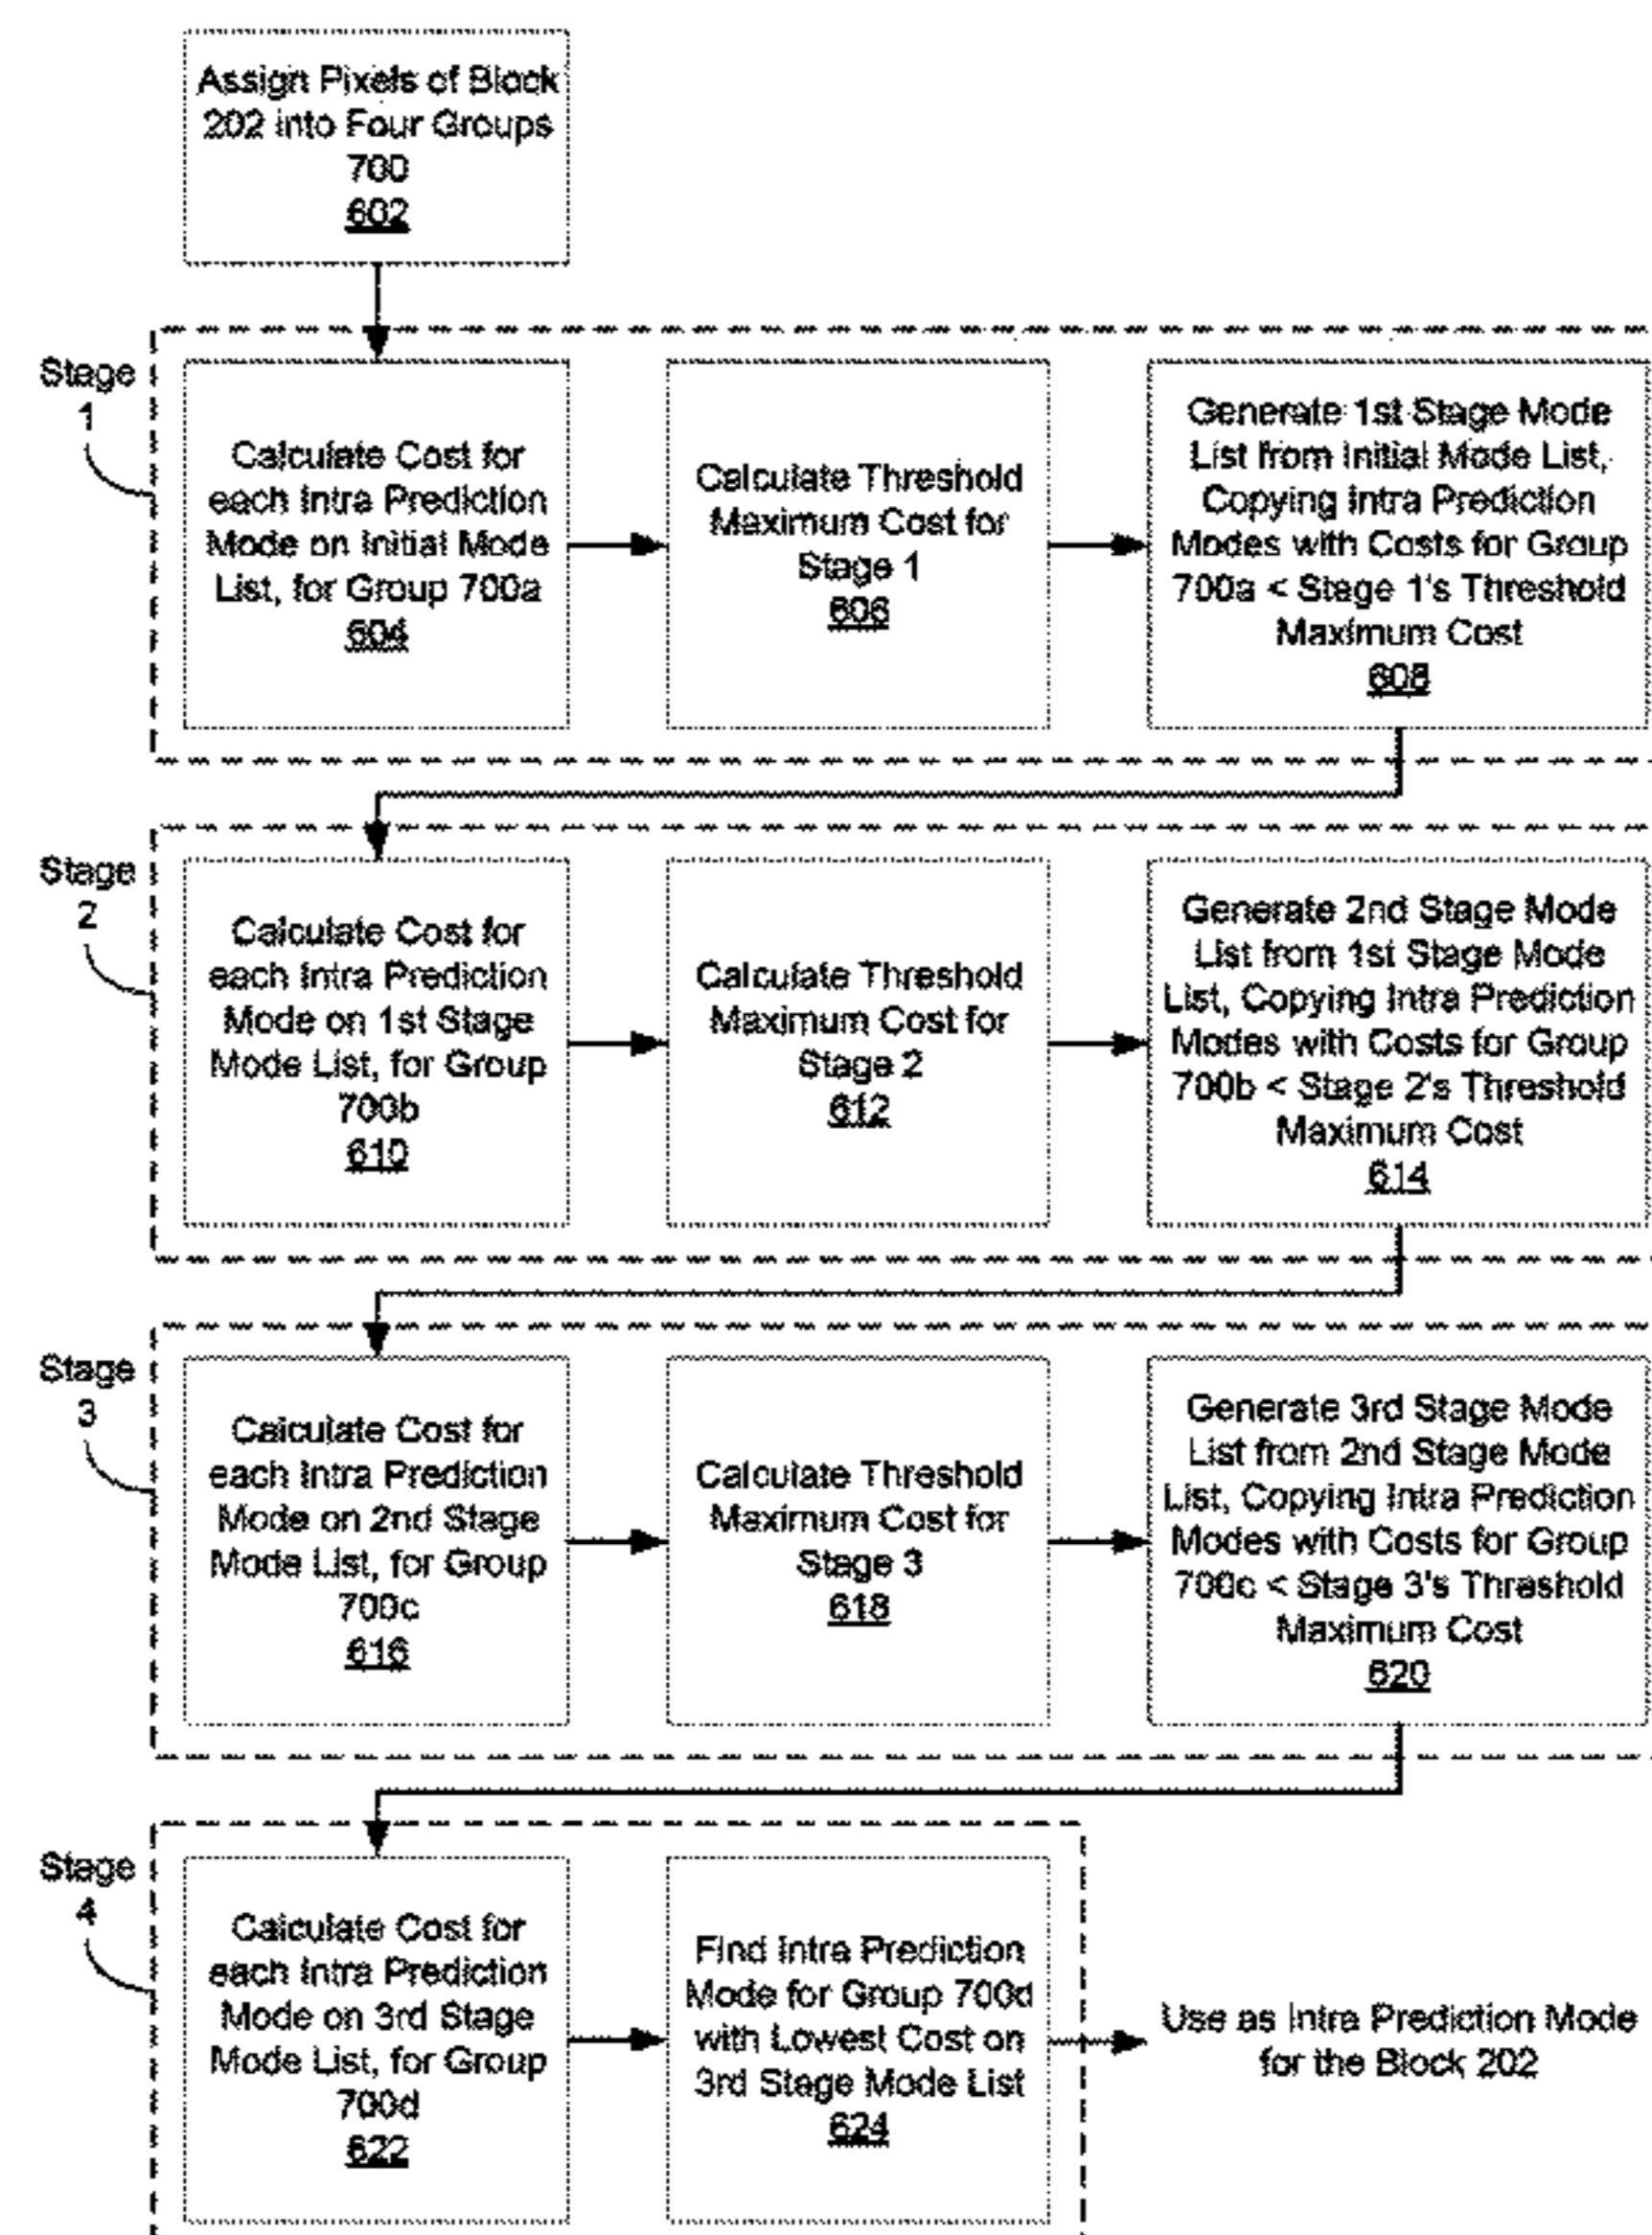 Assign Pixels of Block
202 into Four Groups
700
602
Stage
1
Calculate Cost for
each Intra Prediction
Mode on Initial Mode
List, for Group 700a
604
Calculate Threshold
Maximum Cost for
Stage 1
606
Generate 1st Stage Mode
List from Initial Mode List,
Copying Intra Prediction
Modes with Costs for Group
700a < Stage 1's Threshold
Maximum Cost
608
Stage
2
Calculate Cost for
each Intra Prediction
Mode on 1st Stage
Mode List, for Group
700b
610
Calculate Threshold
Maximum Cost for
Stage 2
612
Generate 2nd Stage Mode
List from 1st Stage Mode
List, Copying Intra Prediction
Modes with Costs for Group
700b < Stage 2's Threshold
Maximum Cost
614
Stage
3
Calculate Cost for
each Intra Prediction
Mode on 2nd Stage
Mode List, for Group
700c
616
Calculate Threshold
Maximum Cost for
Stage 3
618
Generate 3rd Stage Mode
List from 2nd Stage Mode
List, Copying Intra Prediction
Modes with Costs for Group
700c < Stage 3's Threshold
Maximum Cost
620
Stage
4
Calculate Cost for
each Intra Prediction
Mode on 3rd Stage
Mode List, for Group
700d
622
Find Intra Prediction
Mode for Group 700d
with Lowest Cost on
3rd Stage Mode List
624
Use as Intra Prediction Mode
for the Block 202